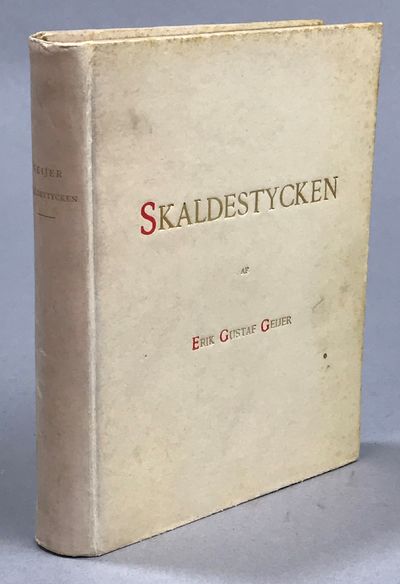 SKALDESTYCKEN
AF
ERIK GUSTAF GEIJER
GEIJER
SKALDESTYCKEN